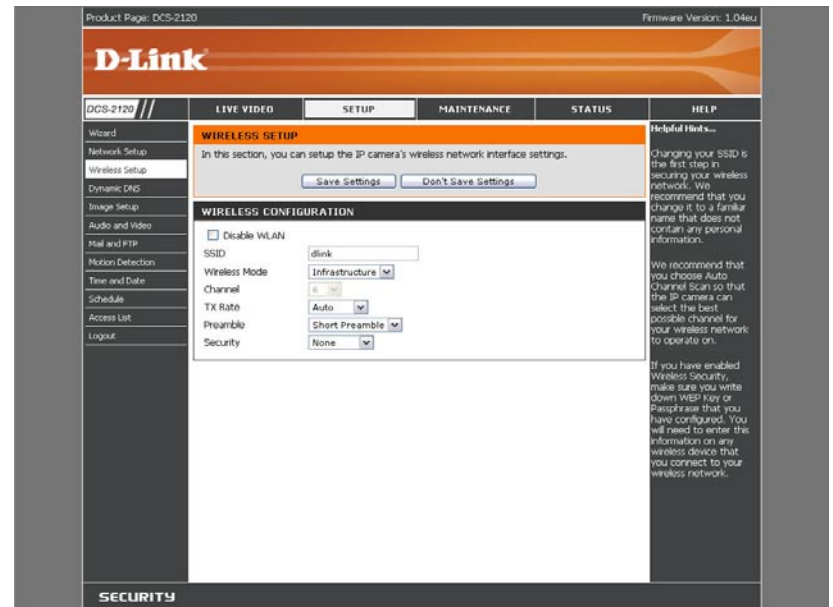 Product Page: DCS-2120
Firmware Version: 1.04eu
D-Link
DCS-2120
LIVE VIDEO
SETUP
MAINTENANCE
STATUS
HELP
Wizard
Network Setup
Wireless Setup
Dynamic DNS
Image Setup
Audio and Video
Mail and FTP
Motion Detection
Time and Date
Schedule
Access List
Logout
WIRELESS SETUP
In this section, you can setup the IP camera's wireless network interface settings.
Save Settings
Don't Save Settings
WIRELESS CONFIGURATION
Disable WLAN
SSID
dlink
Wireless Mode
Infrastructure
Channel
6
TX Rate
Auto
Preamble
Short Preamble
Security
None
Helpful Hints...
Changing your SSID is
the first step in
securing your wireless
network. We
recommend that you
change it to a familiar
name that does not
contain any personal
information.
We recommend that
you choose Auto
Channel Scan so that
the IP camera can
select the best
possible channel for
your wireless network
to operate on.
If you have enabled
Wireless Security,
make sure you write
down WEP Key or
Passphrase that you
have configured. You
will need to enter this
information on any
wireless device that
you connect to your
wireless network.
SECURITY